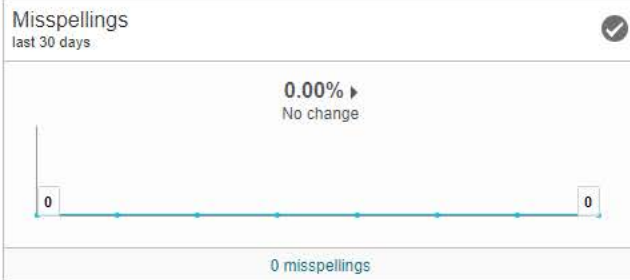 Misspellings
last 30 days
0.00%
No change
0
0
0 misspellings